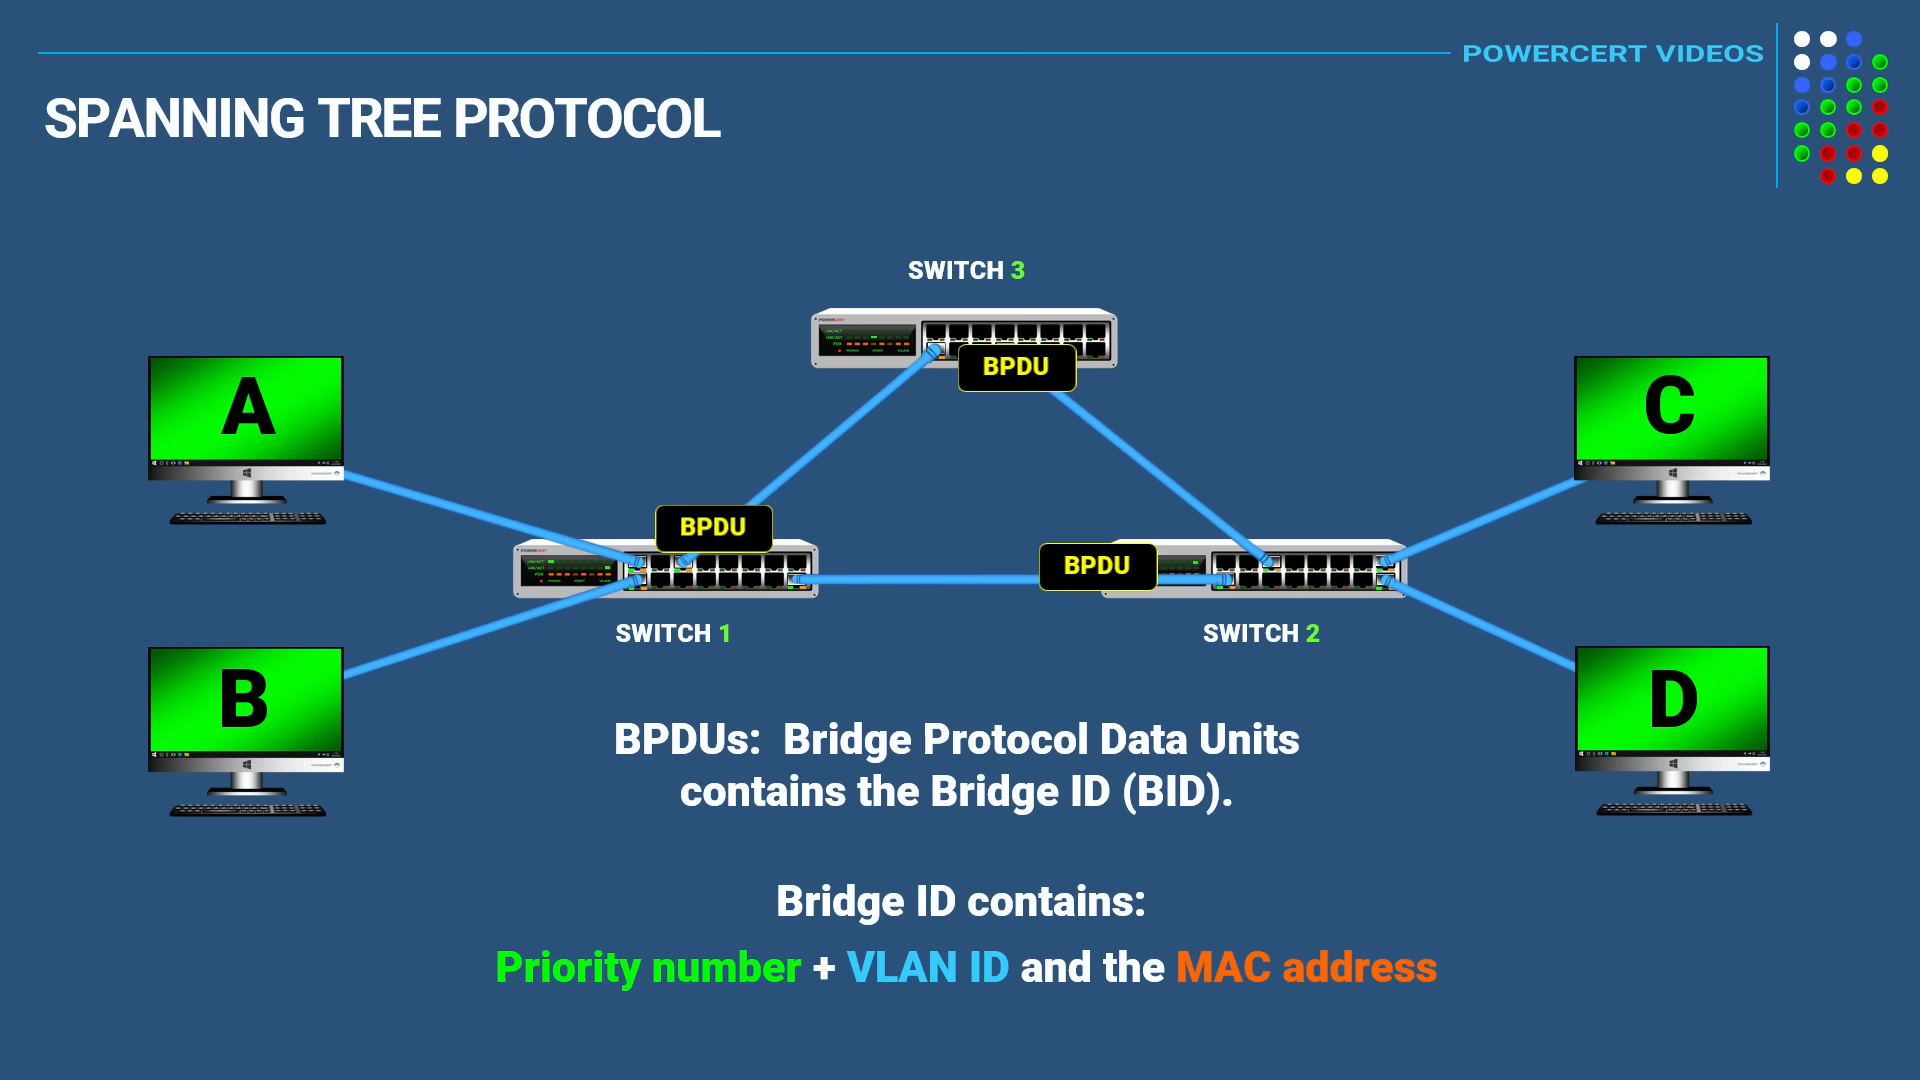 POWERCERT VIDEOS
SPANNING TREE PROTOCOL
SWITCH 3
BPDU
A
C
BPDU
BPDU
SWITCH 1
SWITCH 2
B
D
BPDUs: Bridge Protocol Data Units
contains the Bridge ID (BID).
Bridge ID contains:
Priority number + VLAN ID and the MAC address